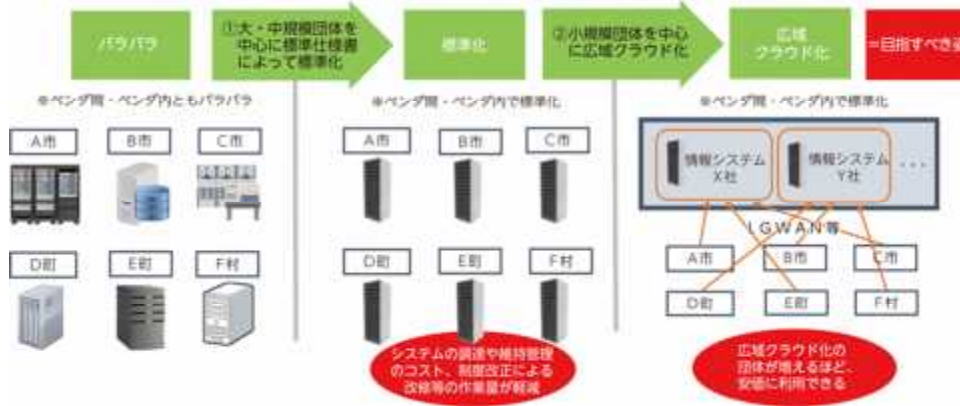 バラバラ
①大・中規模団体を
中心に標準仕様書
によって標準化
標準化
②小規模団体を中心
に広域クラウド化
広域
クラウド化
=目指すべき姿
※ベンダ間・ベンダ内ともバラバラ
※ベンダ間・ベンダ内で標準化
※ベンダ間・ベンダ内で標準化
A市
B市
C市
D町
E町
F村
A市
B市
C市
D町
E町
F村
システムの調達や維持管理
のコスト、制度改正による
改修等の作業量が軽減
情報システム
X社
情報システム
Y社
・・・
LGWAN等
A市
B市
C市
D町
E町
F村
広域クラウド化の
団体が増えるほど、
安価に利用できる